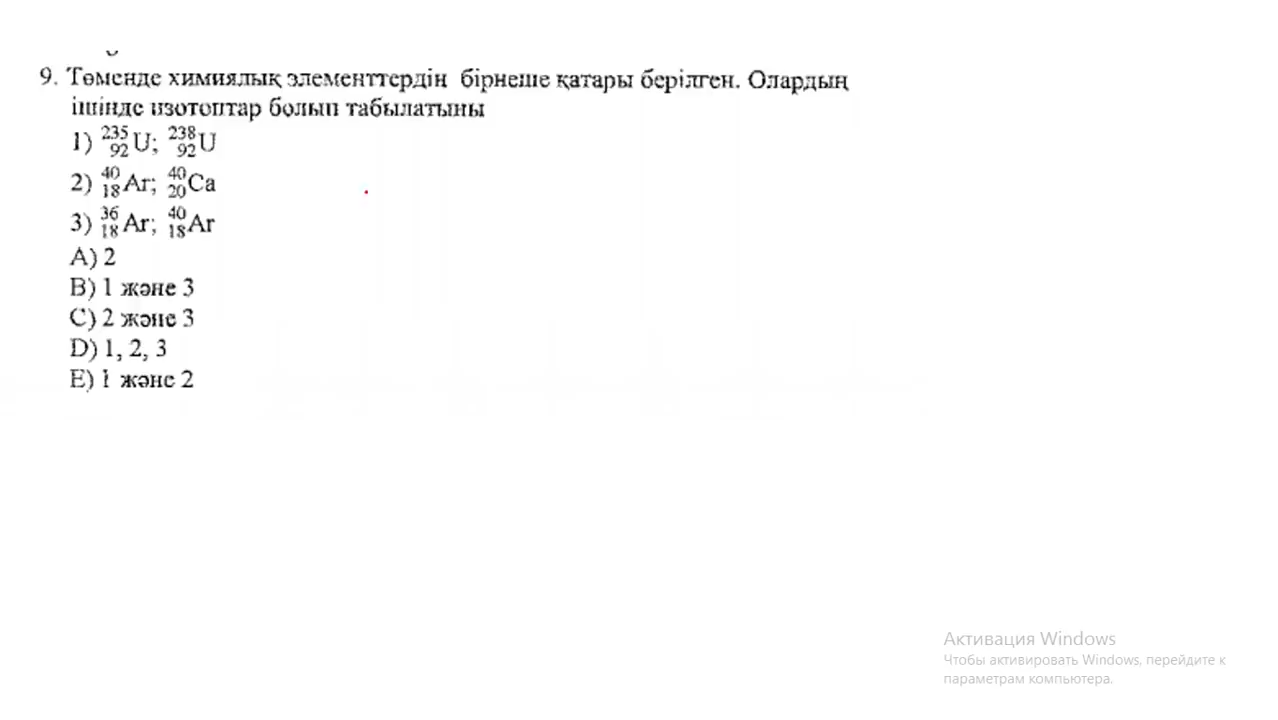 9. Төменде химиялық элементтердің бірнеше қатары берілген. Олардың
ішінде изотоптар болып табылатыны
1) ²³⁵₉₂U; ²³⁸₉₂U
2) ⁴⁰₁₈Ar; ⁴⁰₂₀Ca
3) ³⁶₁₈Ar; ⁴⁰₁₈Ar
A) 2
B) 1 және 3
C) 2 және 3
D) 1, 2, 3
E) 1 және 2
Активация Windows
Чтобы активировать Windows, перейдите к
параметрам компьютера.